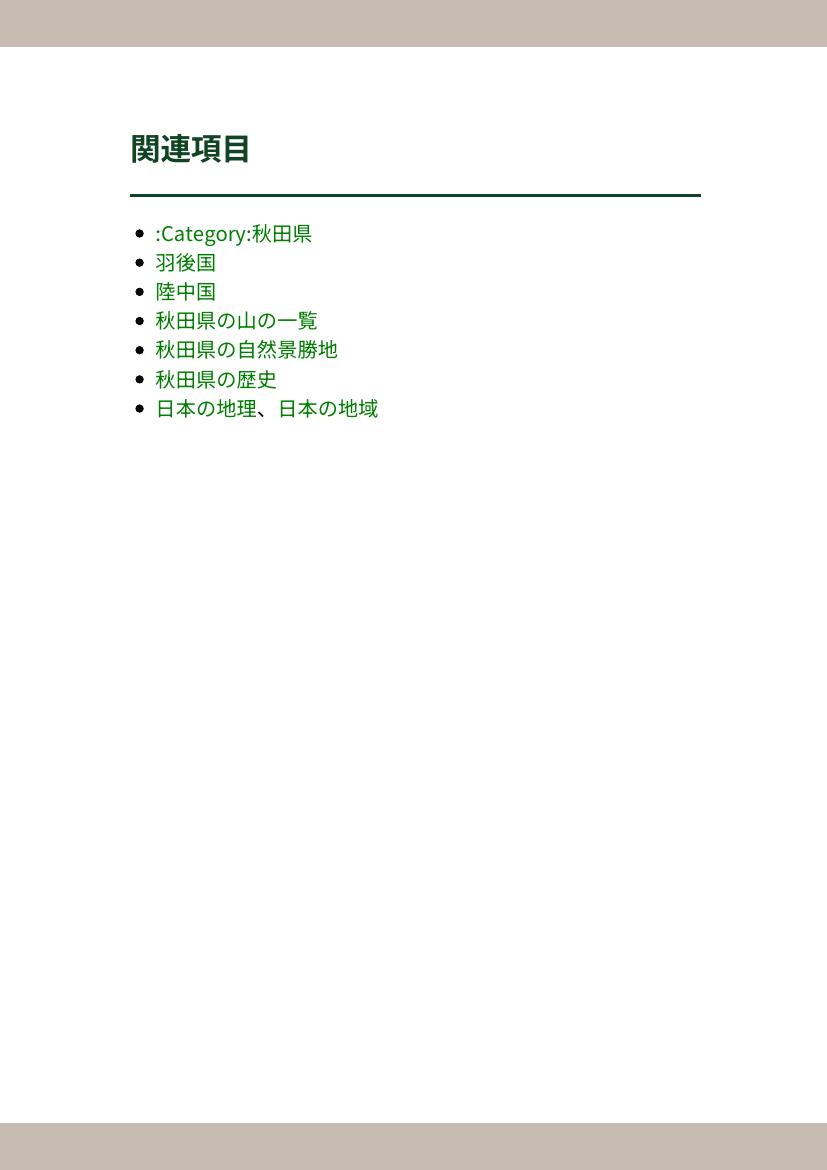 関連項目
:Category:秋田県
羽後国
陸中国
秋田県の山の一覧
秋田県の自然景勝地
秋田県の歴史
日本の地理、日本の地域